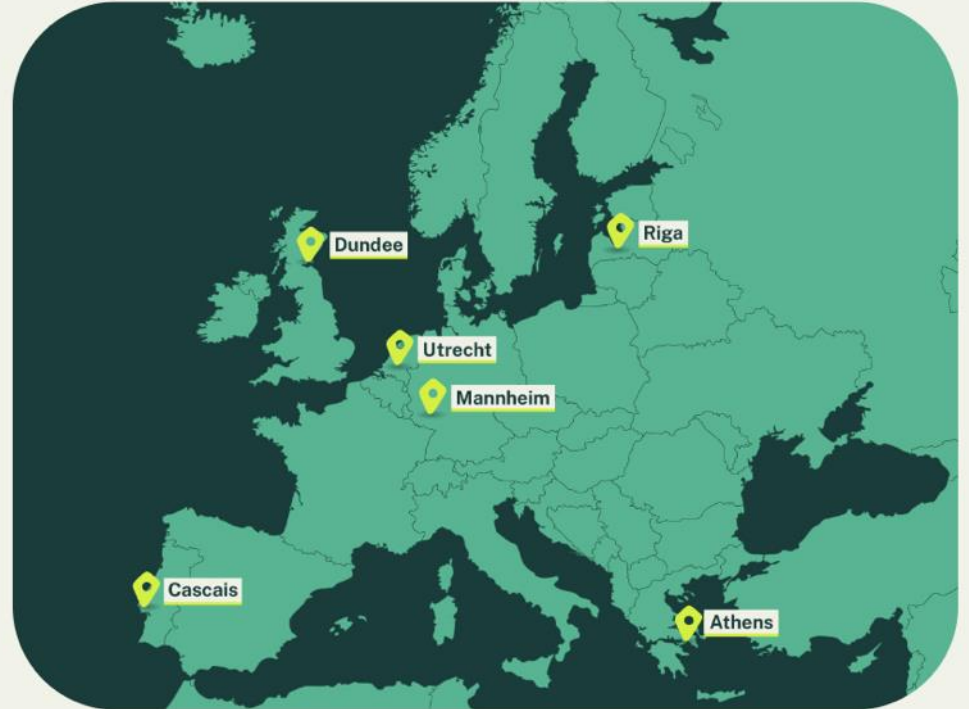 Dundee
Riga
Utrecht
Mannheim
Cascais
Athens